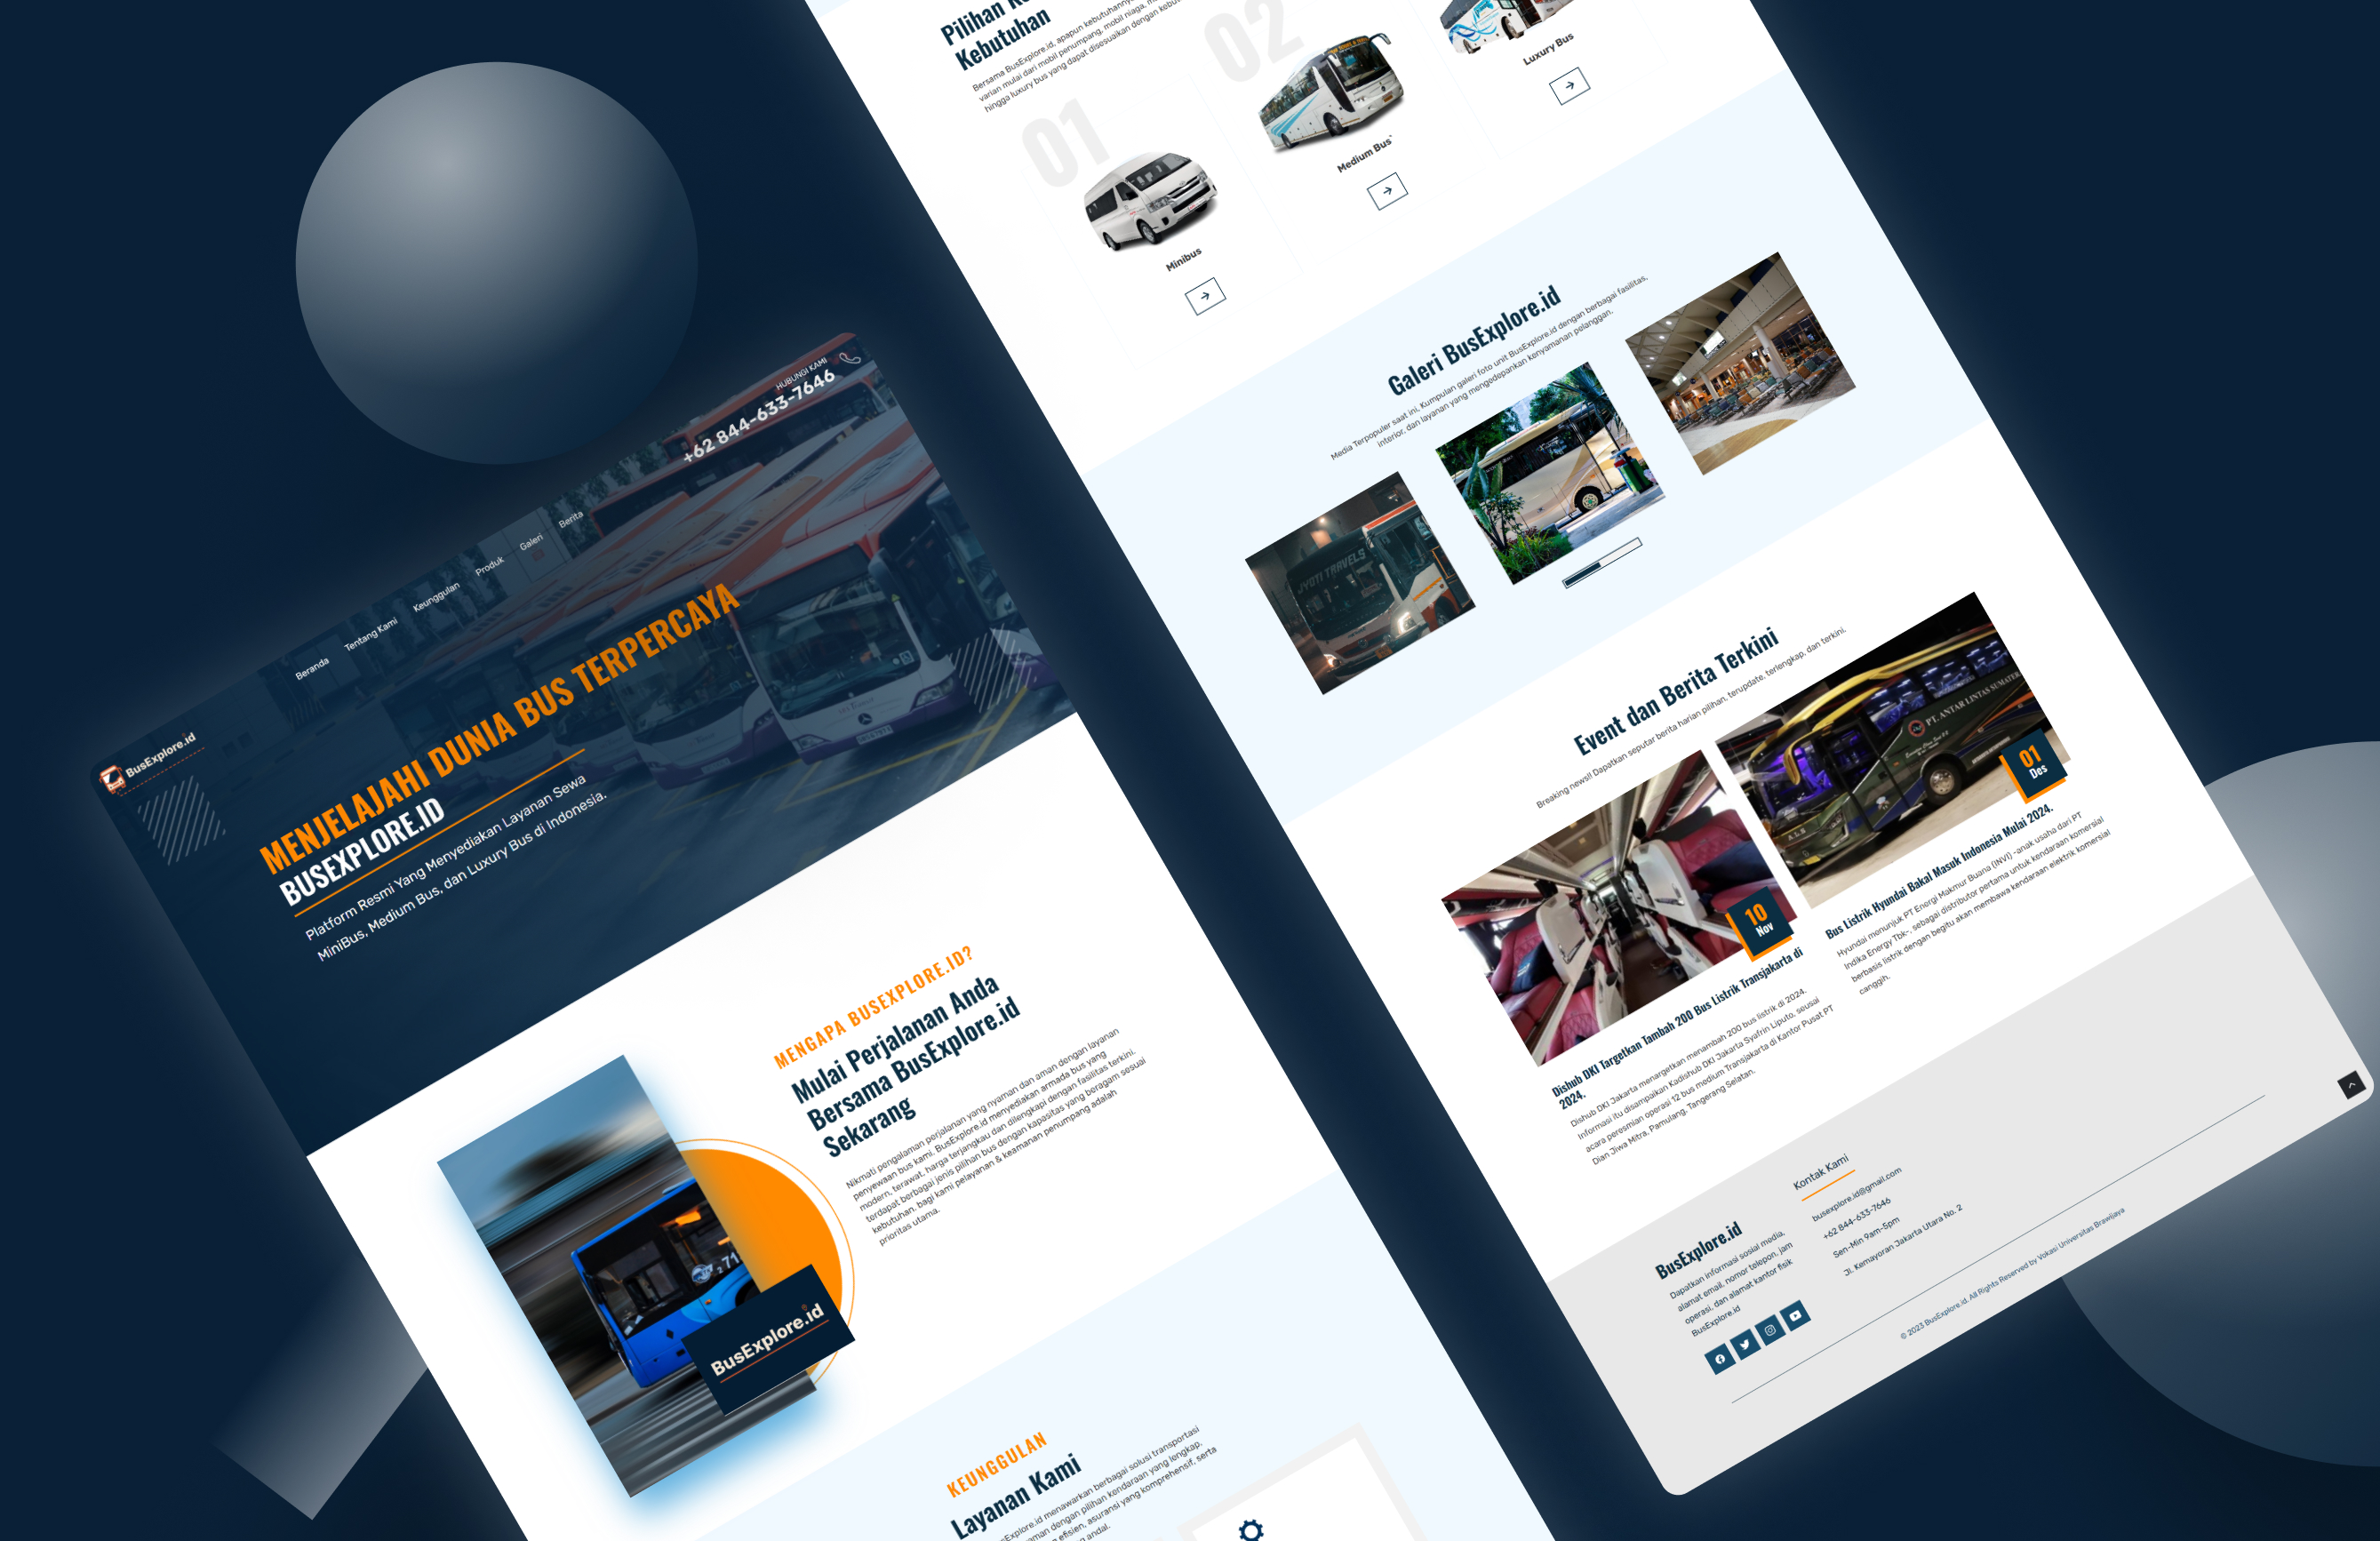 BusExplore.id
Beranda
Tentang Kami
Keunggulan
Produk
Galeri
Berita
HUBUNGI KAMI
+62 844-633-7646
MENJELAJAHI DUNIA BUS TERPERCAYA
BUSEXPLORE.ID
Platform Resmi Yang Menyediakan Layanan Sewa
MiniBus, Medium Bus, dan Luxury Bus di Indonesia.
MENGAPA BUSEXPLORE.ID?
Mulai Perjalanan Anda
Bersama BusExplore.id
Sekarang
Nikmati pengalaman perjalanan yang nyaman dan aman dengan layanan
penyewaan bus kami. BusExplore.id menyediakan armada bus yang
modern, terawat, harga terjangkau dan dilengkapi dengan fasilitas terkini.
terdapat berbagai jenis pilihan bus dengan kapasitas yang beragam sesuai
kebutuhan. bagi kami pelayanan & keamanan penumpang adalah
prioritas utama.
BusExplore.id
KEUNGGULAN
Layanan Kami
Explore.id menawarkan berbagai solusi transportasi
aman dengan pilihan kendaraan yang lengkap,
efisien, asuransi yang komprehensif, serta
andal.
Pilihan
Kebutuhan
Bersama BusExplore.id, apapun kebutuhannya
varian mulai dari mobil penumpang, mobil niaga,
hingga luxury bus yang dapat disesuaikan dengan
01
Minibus
02
Medium Bus
Luxury Bus
Galeri BusExplore.id
Media Terpopuler saat ini, Kumpulan galeri foto unit BusExplore.id dengan berbagai fasilitas,
interior, dan layanan yang mengedepankan kenyamanan pelanggan.
JYOTI TRAVELS
Event dan Berita Terkini
Breaking news!! Dapatkan seputar berita harian pilihan, terupdate, terlengkap, dan terkini.
10
Nov
Dishub DKI Targetkan Tambah 200 Bus Listrik Transjakarta di
2024.
Dishub DKI Jakarta menargetkan menambah 200 bus listrik di 2024.
Informasi itu disampaikan Kadishub DKI Jakarta Syafrin Liputo, seusai
acara peresmian operasi 12 bus medium Transjakarta di Kantor Pusat PT
Dian Jiwa Mitra, Pamulang, Tangerang Selatan.
PT. ANTAR LINTAS SUMATER
A.L.S
01
Des
Bus Listrik Hyundai Bakal Masuk Indonesia Mulai 2024.
Hyundai menunjuk PT Energi Makmur Buana (INVI) -anak usaha dari PT
Indika Energy Tbk-, sebagai distributor pertama untuk kendaraan komersial
berbasis listrik dengan begitu akan membawa kendaraan elektrik komersial
canggih.
BusExplore.id
Dapatkan informasi sosial media,
alamat email, nomor telepon, jam
operasi, dan alamat kantor fisik
BusExplore.id
Kontak Kami
busexplore.id@gmail.com
+62 844-633-7646
Sen-Min 9am-5pm
Jl. Kemayoran Jakarta Utara No. 2
© 2023 BusExplore.id. All Rights Reserved by Vokasi Universitas Brawijaya